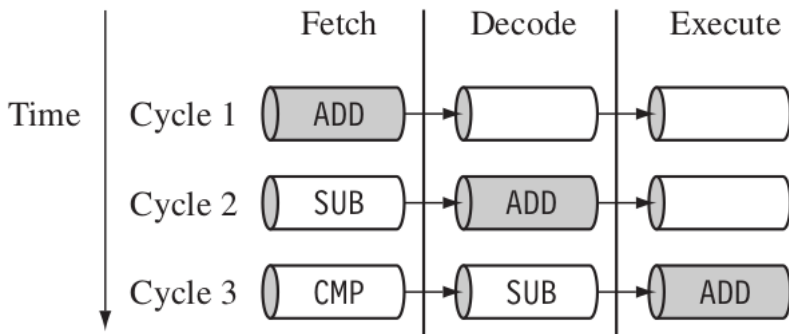 Fetch Decode Execute
Time Cycle 1 ADD
Cycle 2 SUB ADD
Cycle 3 CMP SUB ADD